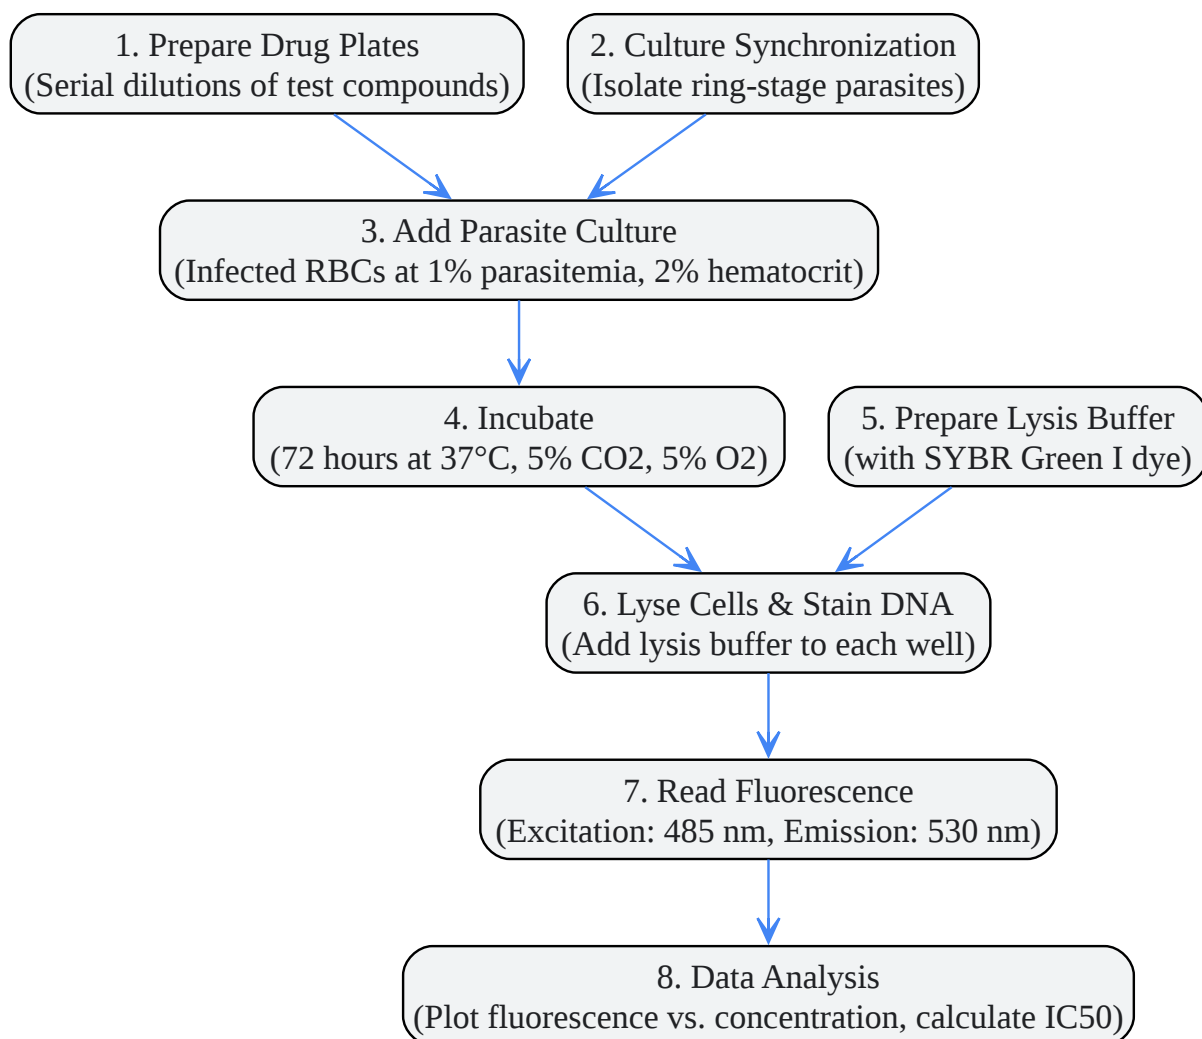 1. Prepare Drug Plates
(Serial dilutions of test compounds)
2. Culture Synchronization
(Isolate ring-stage parasites)
3. Add Parasite Culture
(Infected RBCs at 1% parasitemia, 2% hematocrit)
4. Incubate
(72 hours at 37°C, 5% CO2, 5% O2)
5. Prepare Lysis Buffer
(with SYBR Green I dye)
6. Lyse Cells & Stain DNA
(Add lysis buffer to each well)
7. Read Fluorescence
(Excitation: 485 nm, Emission: 530 nm)
8. Data Analysis
(Plot fluorescence vs. concentration, calculate IC50)